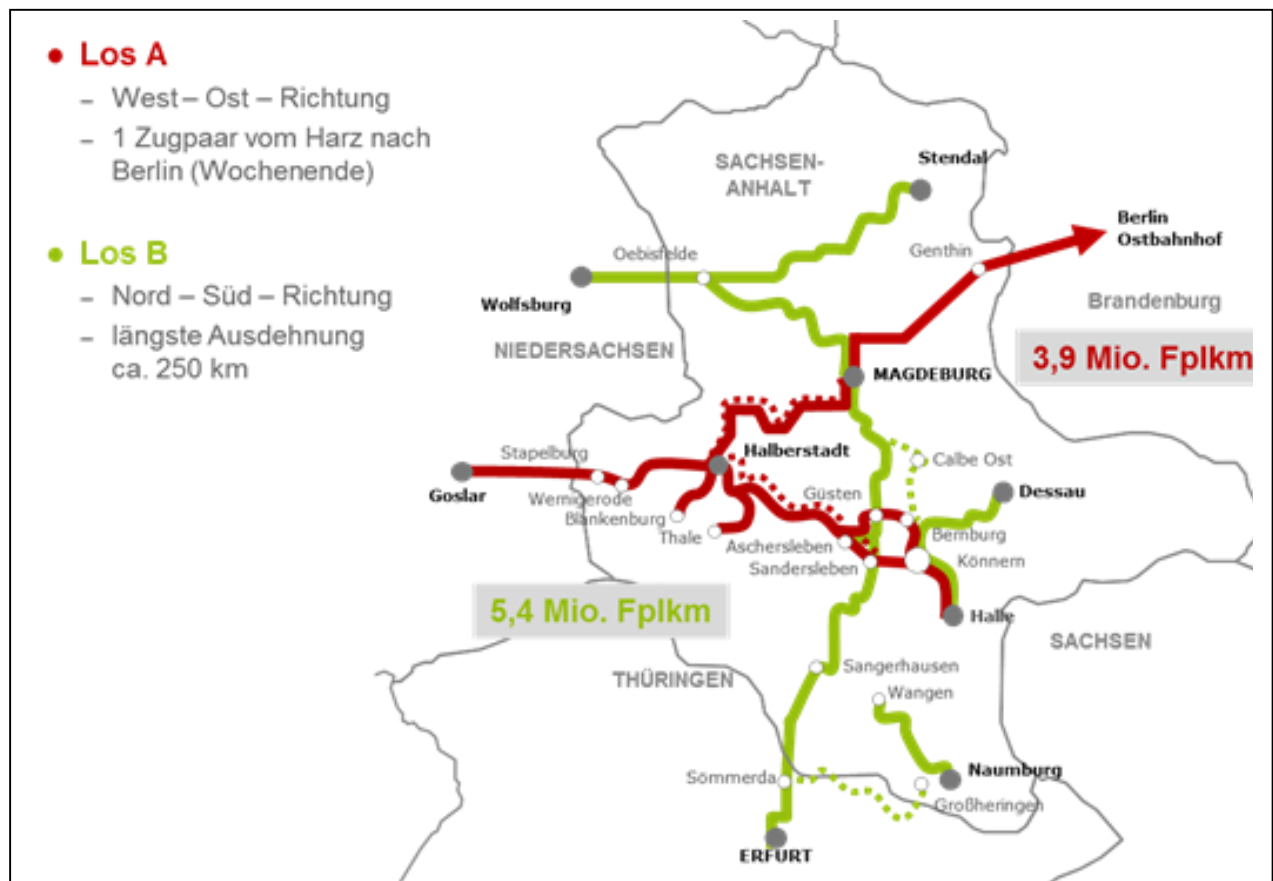 • Los A
- West – Ost – Richtung
- 1 Zugpaar vom Harz nach
Berlin (Wochenende)
• Los B
- Nord – Süd – Richtung
- längste Ausdehnung
ca. 250 km
SACHSEN-
ANHALT
Stendal
Berlin
Ostbahnhof
Oebisfelde
Genthin
Wolfsburg
Brandenburg
NIEDERSACHSEN
3,9 Mio. Fplkm
MAGDEBURG
Stapelburg
Halberstadt
Calbe Ost
Goslar
Wernigerode
Güsten
Dessau
Blankenburg
Thale
Aschersleben
Bernburg
Sandersleben
Könnern
5,4 Mio. Fplkm
Halle
SACHSEN
THÜRINGEN
Sangerhausen
Wangen
Sömmerda
Naumburg
Großheringen
ERFURT